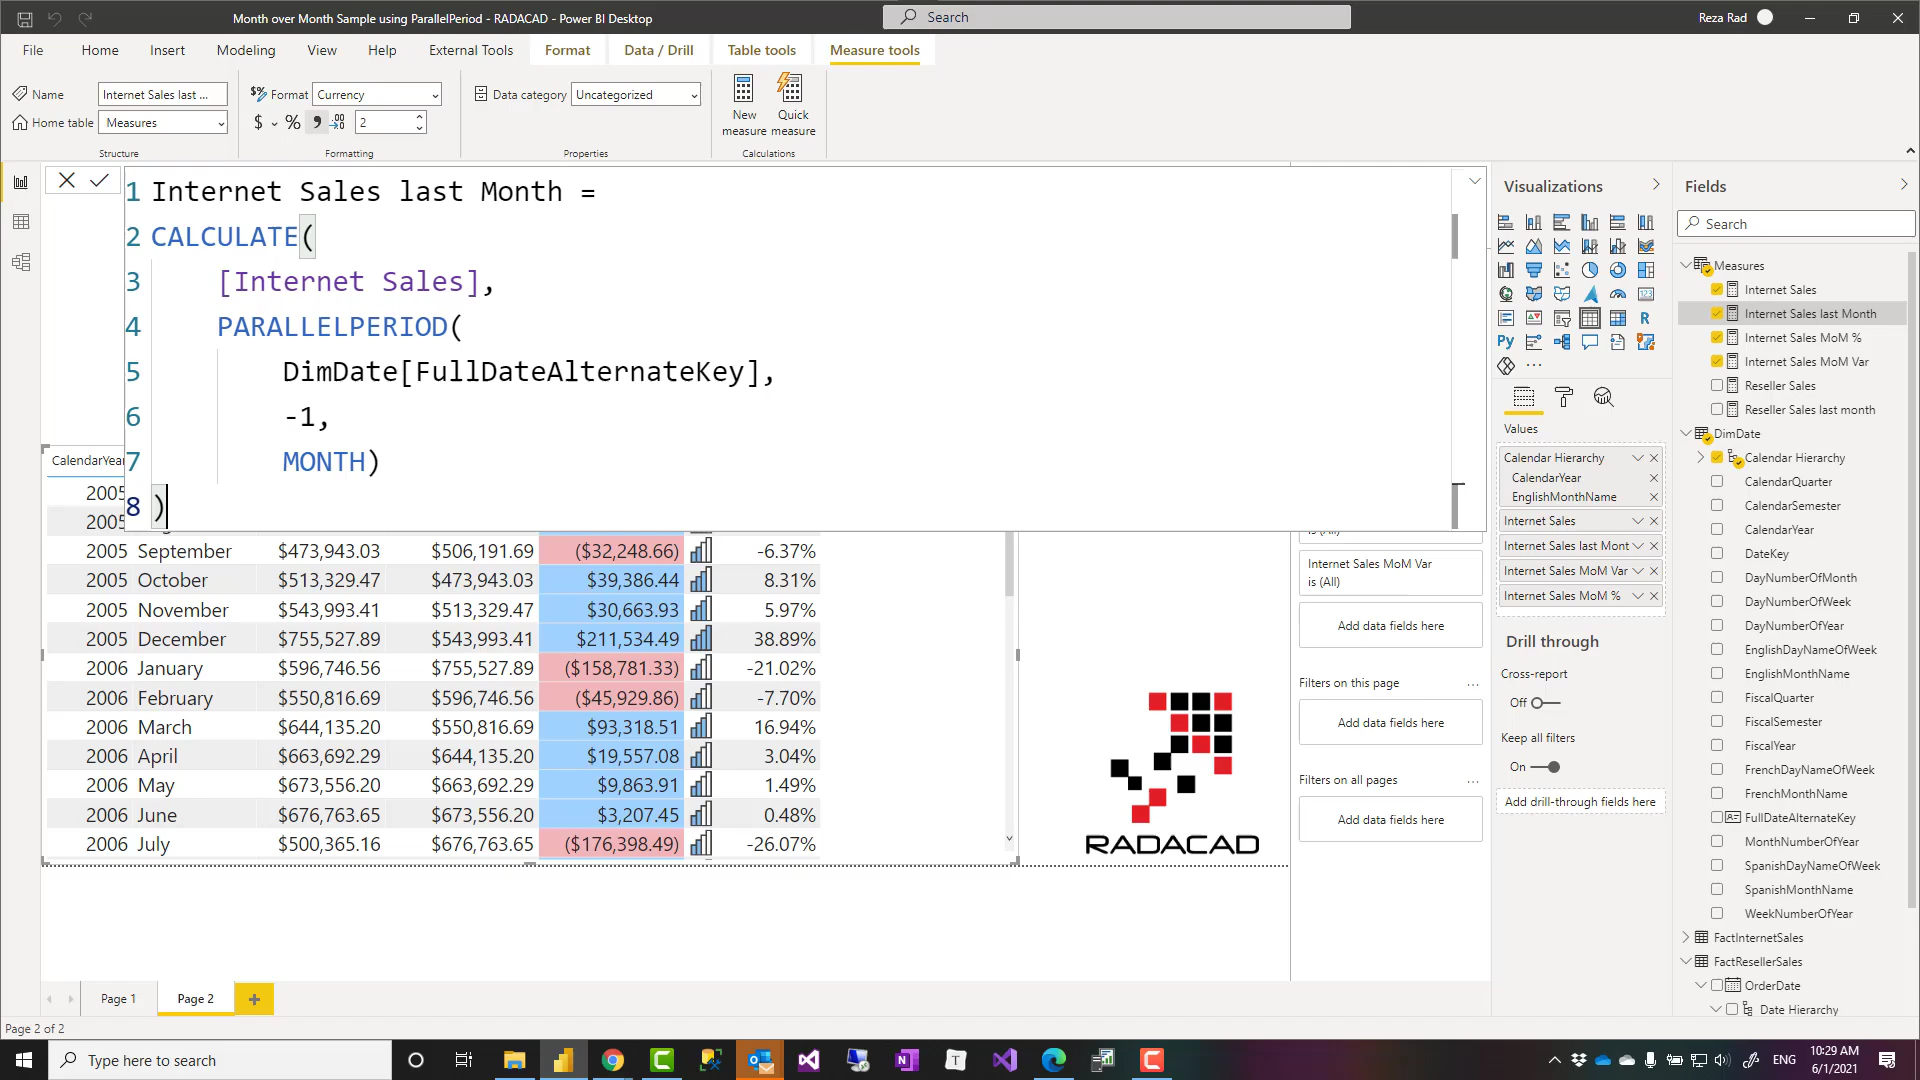 Month over Month Sample using ParallelPeriod - RADACAD - Power BI Desktop
Search
Reza Rad
File Home Insert Modeling View Help External Tools Format Data / Drill Table tools Measure tools
Name Internet Sales last ...
Home table Measures
Structure
$% Format Currency
$ % 9 .00 2
Formatting
Data category Uncategorized
Properties
New measure
Quick measure
Calculations
1 Internet Sales last Month =
2 CALCULATE(
3 [Internet Sales],
4 PARALLELPERIOD(
5 DimDate[FullDateAlternateKey],
6 -1,
7 MONTH)
8 )
CalendarYear
2005
2005
2005 September $473,943.03 $506,191.69 ($32,248.66) -6.37%
2005 October $513,329.47 $473,943.03 $39,386.44 8.31%
2005 November $543,993.41 $513,329.47 $30,663.93 5.97%
2005 December $755,527.89 $543,993.41 $211,534.49 38.89%
2006 January $596,746.56 $755,527.89 ($158,781.33) -21.02%
2006 February $550,816.69 $596,746.56 ($45,929.86) -7.70%
2006 March $644,135.20 $550,816.69 $93,318.51 16.94%
2006 April $663,692.29 $644,135.20 $19,557.08 3.04%
2006 May $673,556.20 $663,692.29 $9,863.91 1.49%
2006 June $676,763.65 $673,556.20 $3,207.45 0.48%
2006 July $500,365.16 $676,763.65 ($176,398.49) -26.07%
RADACAD
is (All)
Internet Sales MoM Var
is (All)
Add data fields here
Filters on this page ...
Add data fields here
Filters on all pages ...
Add data fields here
Visualizations
123
R
Py
...
Values
Calendar Hierarchy
CalendarYear
EnglishMonthName
Internet Sales
Internet Sales last Mont
Internet Sales MoM Var
Internet Sales MoM %
Drill through
Cross-report
Off
Keep all filters
On
Add drill-through fields here
Fields
Search
Measures
Internet Sales
Internet Sales last Month
Internet Sales MoM %
Internet Sales MoM Var
Reseller Sales
Reseller Sales last month
DimDate
Calendar Hierarchy
CalendarQuarter
CalendarSemester
CalendarYear
DateKey
DayNumberOfMonth
DayNumberOfWeek
DayNumberOfYear
EnglishDayNameOfWeek
EnglishMonthName
FiscalQuarter
FiscalSemester
FiscalYear
FrenchDayNameOfWeek
FrenchMonthName
FullDateAlternateKey
MonthNumberOfYear
SpanishDayNameOfWeek
SpanishMonthName
WeekNumberOfYear
FactInternetSales
FactResellerSales
OrderDate
Date Hierarchy
Page 1 Page 2 +
Page 2 of 2
Type here to search
ENG
10:29 AM
6/1/2021